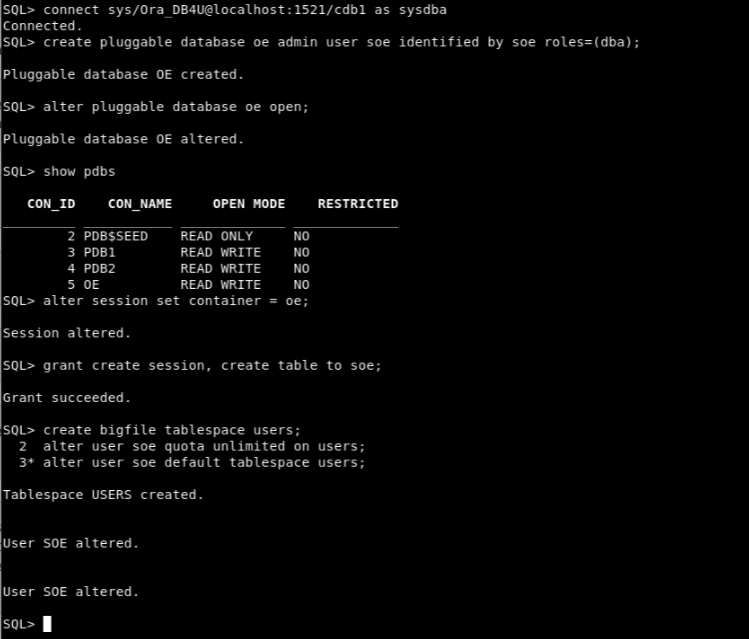 SQL> connect sys/Ora_DB4U@localhost:1521/cdb1 as sysdba
Connected.
SQL> create pluggable database oe admin user soe identified by soe roles=(dba);
Pluggable database OE created.
SQL> alter pluggable database oe open;
Pluggable database OE altered.
SQL> show pdbs
CON_ID CON_NAME OPEN MODE RESTRICTED
2 PDB$SEED READ ONLY NO
3 PDB1 READ WRITE NO
4 PDB2 READ WRITE NO
5 OE READ WRITE NO
SQL> alter session set container = oe;
Session altered.
SQL> grant create session, create table to soe;
Grant succeeded.
SQL> create bigfile tablespace users;
2 alter user soe quota unlimited on users;
3* alter user soe default tablespace users;
Tablespace USERS created.
User SOE altered.
User SOE altered.
SQL>